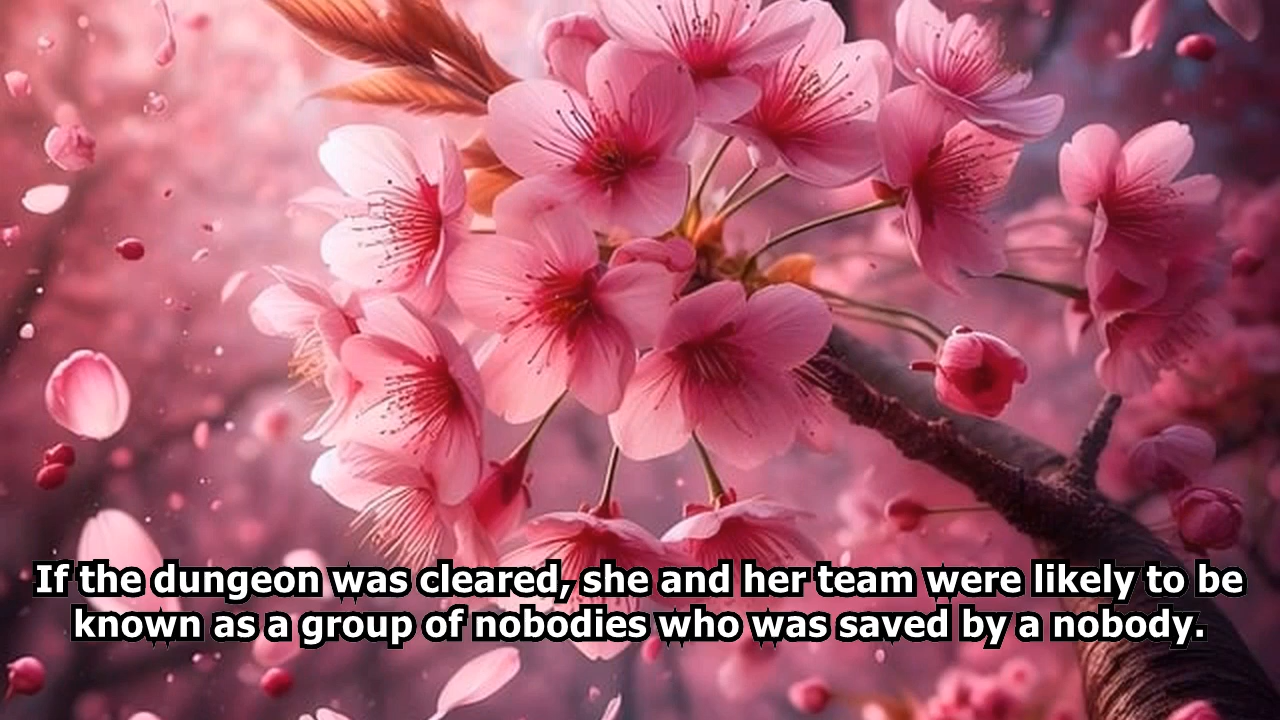 If the dungeon was cleared, she and her team were likely to be
known as a group of nobodies who was saved by a nobody.